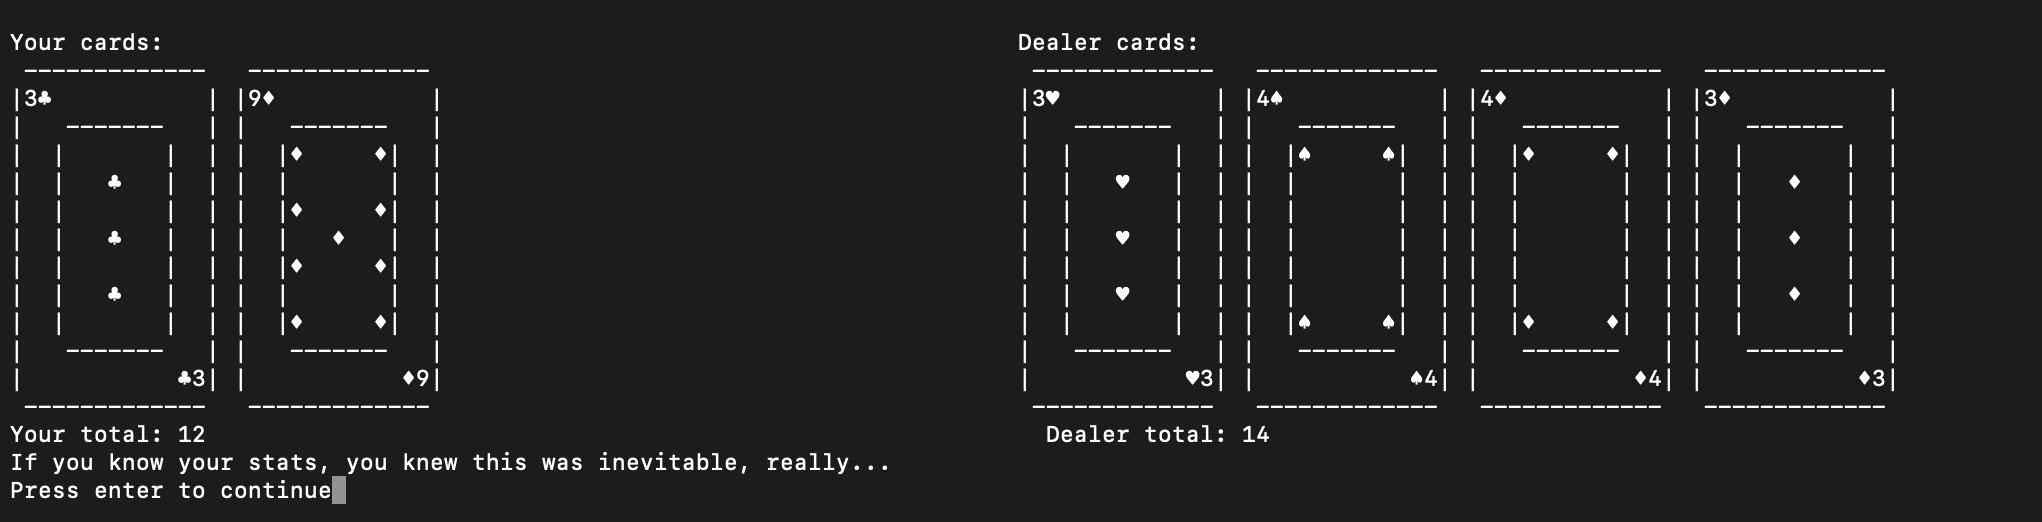 Your cards: Dealer cards:
3♣ 9♦ 3♥ 4♠ 4♦ 3♦
♦ ♦ ♠ ♠ ♦ ♦
♣ ♥ ♦
♦ ♦
♣ ♦ ♥ ♦
♦ ♦
♣ ♥ ♦
♦ ♦ ♠ ♠ ♦ ♦
♣3 ♦9 ♥3 ♠4 ♦4 ♦3
Your total: 12 Dealer total: 14
If you know your stats, you knew this was inevitable, really...
Press enter to continue